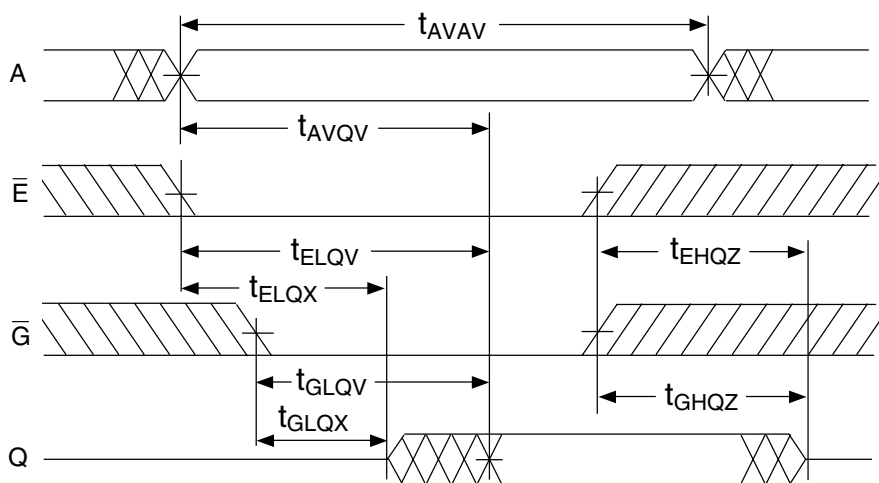 tAVAV
A
tAVQV
E̅
tELQV
tEHQZ
tELQX
G̅
tGLQV
tGHQZ
tGLQX
Q